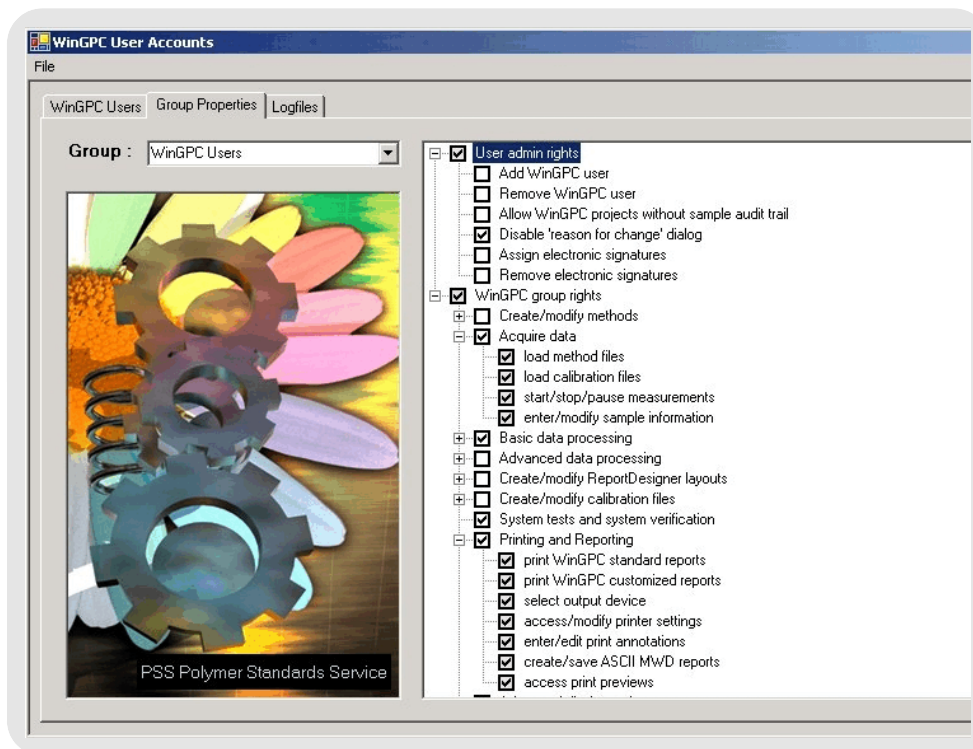 WinGPC User Accounts
File
WinGPC Users Group Properties Logfiles
Group : WinGPC Users
User admin rights
Add WinGPC user
Remove WinGPC user
Allow WinGPC projects without sample audit trail
Disable 'reason for change' dialog
Assign electronic signatures
Remove electronic signatures
WinGPC group rights
Create/modify methods
Acquire data
load method files
load calibration files
start/stop/pause measurements
enter/modify sample information
Basic data processing
Advanced data processing
Create/modify ReportDesigner layouts
Create/modify calibration files
System tests and system verification
Printing and Reporting
print WinGPC standard reports
print WinGPC customized reports
select output device
access/modify printer settings
enter/edit print annotations
create/save ASCII MWD reports
access print previews
PSS Polymer Standards Service